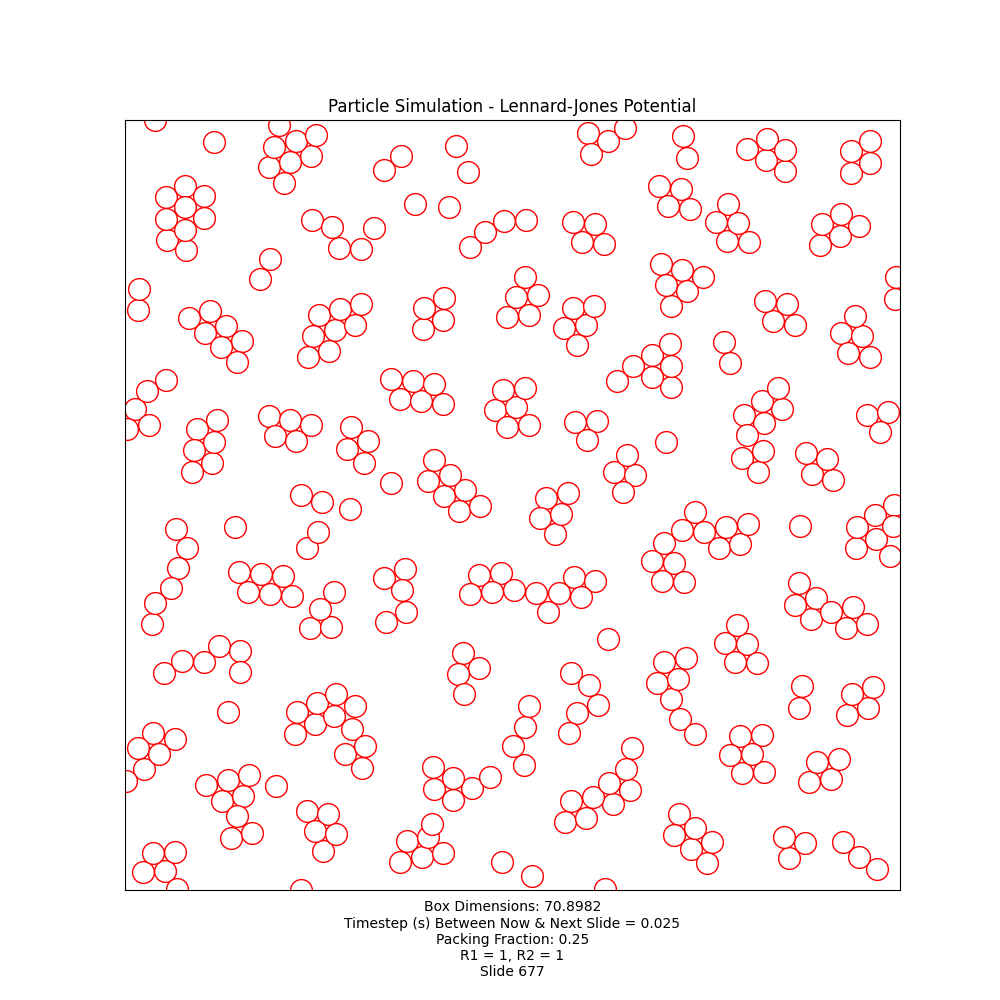 Particle Simulation - Lennard-Jones Potential
Box Dimensions: 70.8982
Timestep (s) Between Now & Next Slide = 0.025
Packing Fraction: 0.25
R1 = 1, R2 = 1
Slide 677